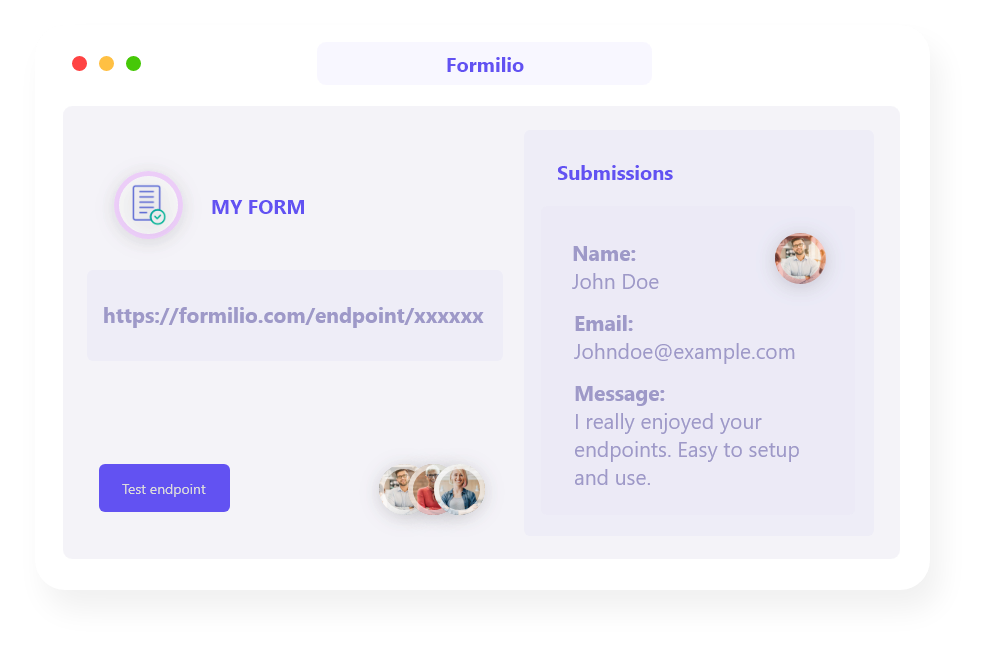 Formilio
MY FORM
https://formilio.com/endpoint/xxxxxx
Test endpoint
Submissions
Name:
John Doe
Email:
Johndoe@example.com
Message:
I really enjoyed your
endpoints. Easy to setup
and use.